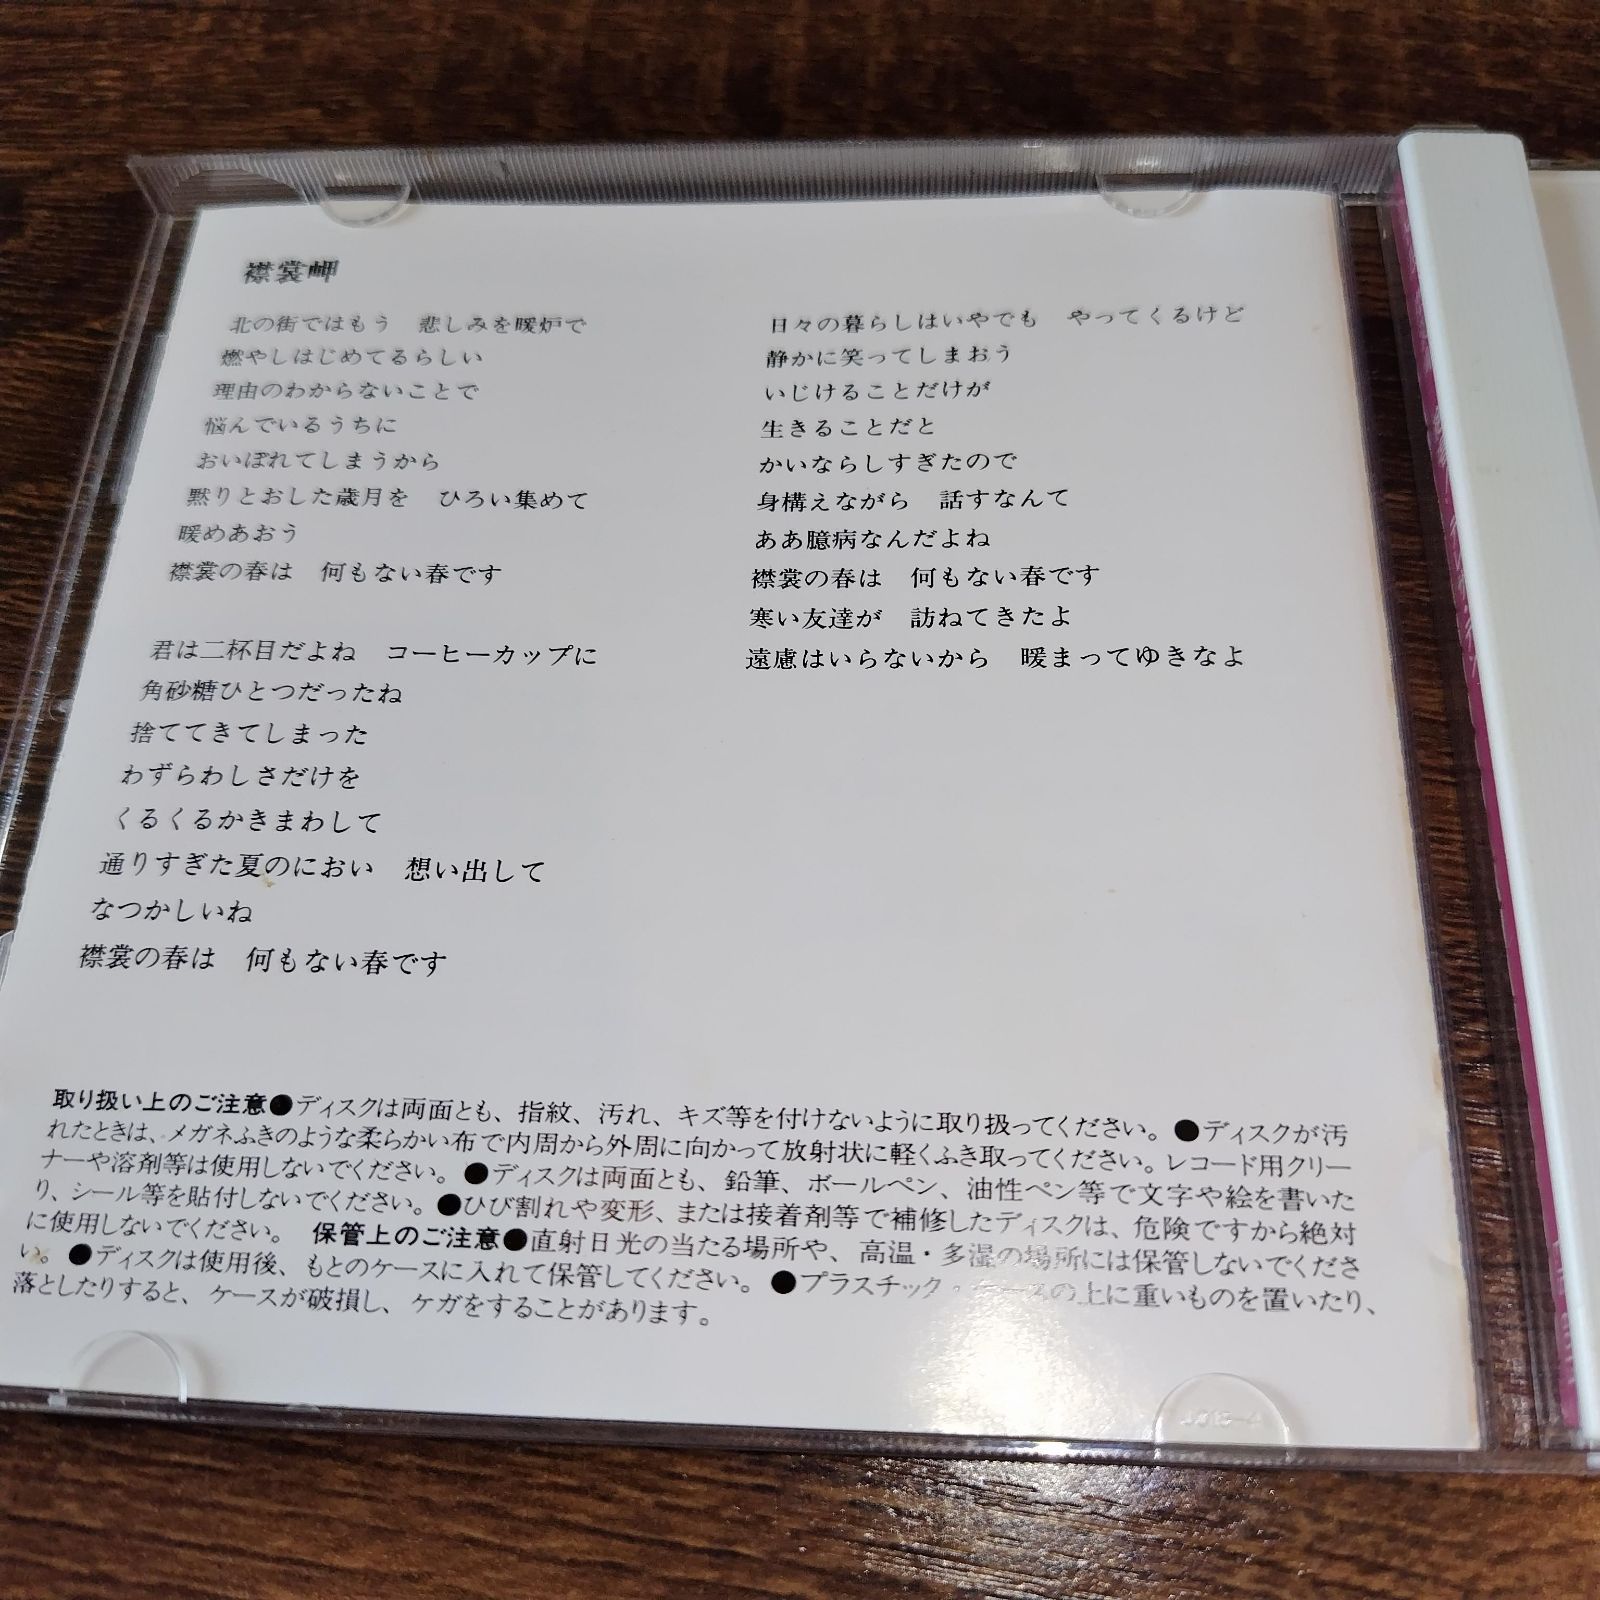 襟裳岬
北の街ではもう　悲しみを暖炉で
燃やしはじめてるらしい
理由のわからないことで
悩んでいるうちに
おいぼれてしまうから
黙りとおした歳月を　ひろい集めて
暖めあおう
襟裳の春は　何もない春です
君は二杯目だよね　コーヒーカップに
角砂糖ひとつだったね
捨ててきてしまった
わずらわしさだけを
くるくるかきまわして
通りすぎた夏のにおい　想い出して
なつかしいね
襟裳の春は　何もない春です
日々の暮らしはいやでも　やってくるけど
静かに笑ってしまおう
いじけることだけが
生きることだと
かいならしすぎたので
身構えながら　話すなんて
ああ臆病なんだよね
襟裳の春は　何もない春です
寒い友達が　訪ねてきたよ
遠慮はいらないから　暖まってゆきなよ
取り扱い上のご注意●ディスクは両面とも、指紋、汚れ、キズ等を付けないように取り扱ってください。●ディスクが汚
れたときは、メガネふきのような柔らかい布で内周から外周に向かって放射状に軽くふき取ってください。レコード用クリー
ナーや溶剤等は使用しないでください。●ディスクは両面とも、鉛筆、ボールペン、油性ペン等で文字や絵を書いた
り、シール等を貼付しないでください。●ひび割れや変形、または接着剤等で補修したディスクは、危険ですから絶対
に使用しないでください。　保管上のご注意●直射日光の当たる場所や、高温・多湿の場所には保管しないでくださ
い。●ディスクは使用後、もとのケースに入れて保管してください。●プラスチック・ケースの上に重いものを置いたり、
落としたりすると、ケースが破損し、ケガをすることがあります。